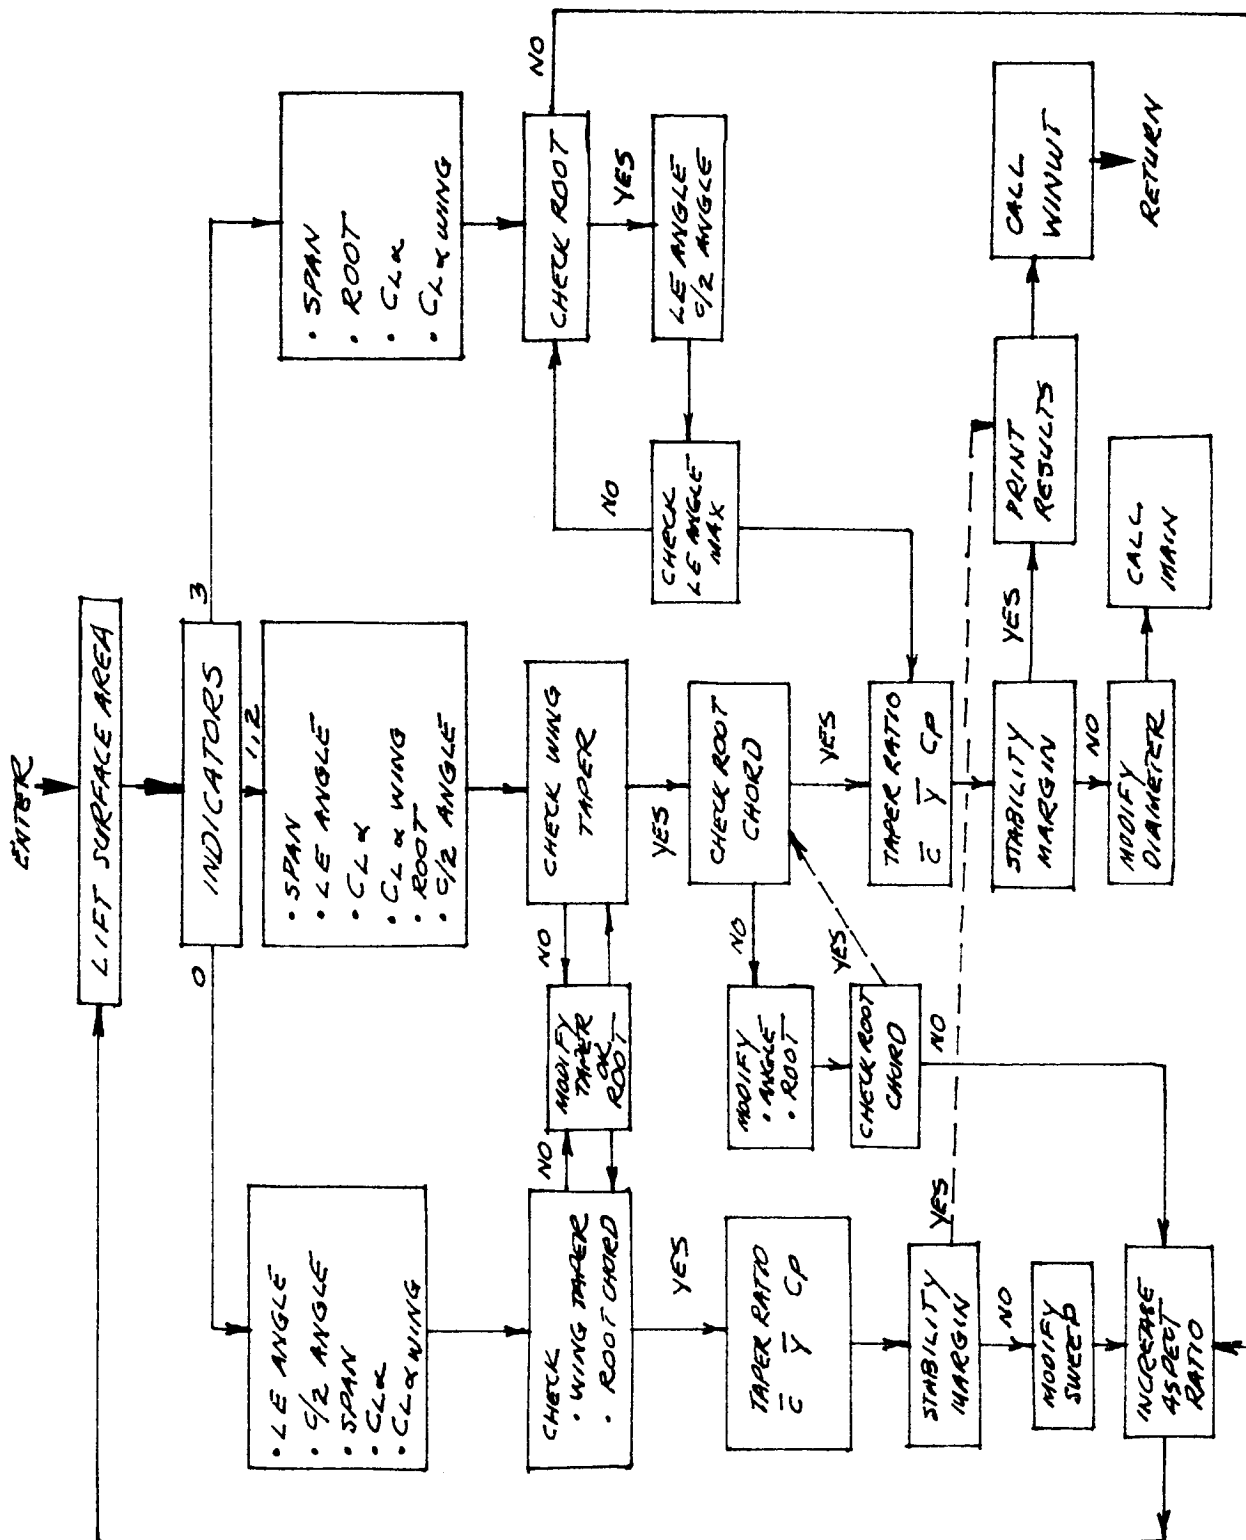 ENTER
LIFT SURFACE AREA
INDICATORS
0
1,2
3
• LE ANGLE
• C/2 ANGLE
• SPAN
• CLα
• CLα WING
• SPAN
• LE ANGLE
• CLα
• CLα WING
• ROOT
• C/2 ANGLE
• SPAN
• ROOT
• CLα
• CLα WING
CHECK
• WING TAPER
• ROOT CHORD
NO
MODIFY
TAPER
OR
ROOT
NO
CHECK WING
TAPER
CHECK ROOT
NO
YES
YES
YES
LE ANGLE
C/2 ANGLE
CHECK
LE ANGLE
MAX
NO
TAPER RATIO
C̅ Y̅ CP
MODIFY
• ANGLE
• ROOT
NO
CHECK ROOT
CHORD
YES
CHECK ROOT
CHORD
YES
NO
TAPER RATIO
C̅ Y̅ CP
STABILITY
MARGIN
YES
NO
STABILITY
MARGIN
YES
NO
PRINT
RESULTS
CALL
WINWT
RETURN
MODIFY
SWEEP
MODIFY
DIAMETER
CALL
MAIN
INCREASE
ASPECT
RATIO